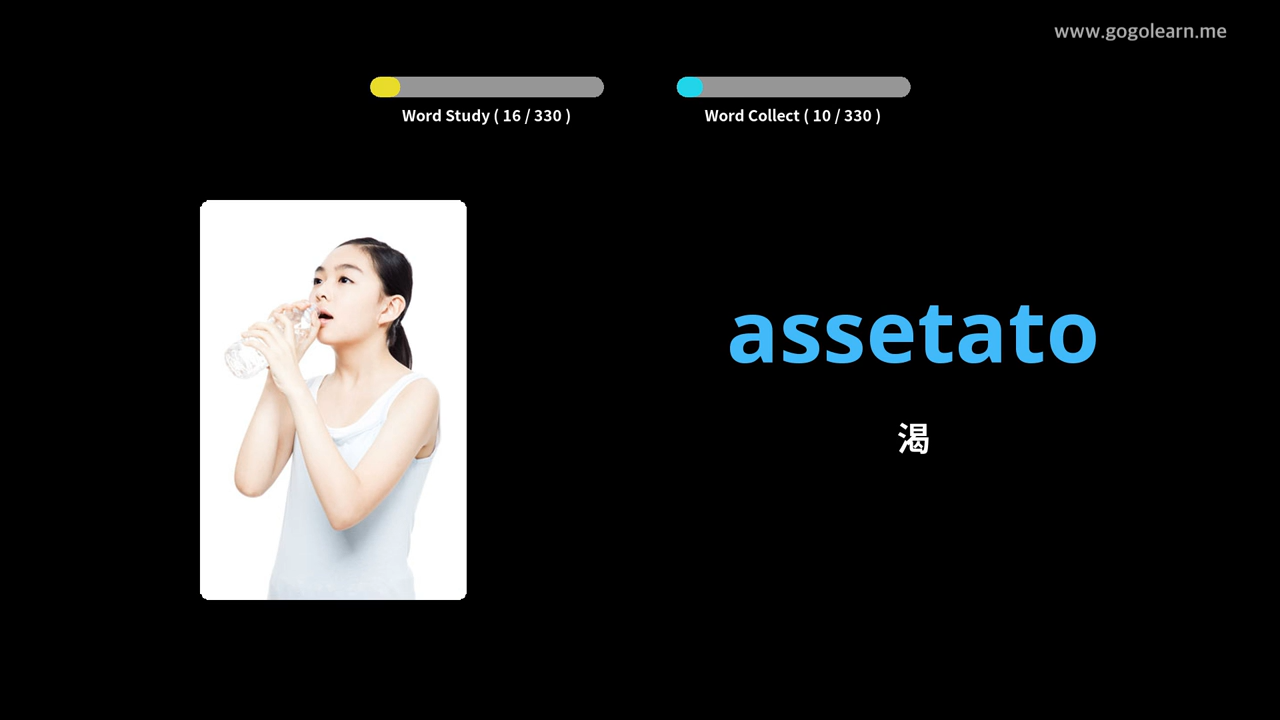 www.gogolearn.me
Word Study ( 16 / 330 )
Word Collect ( 10 / 330 )
assetato
渴